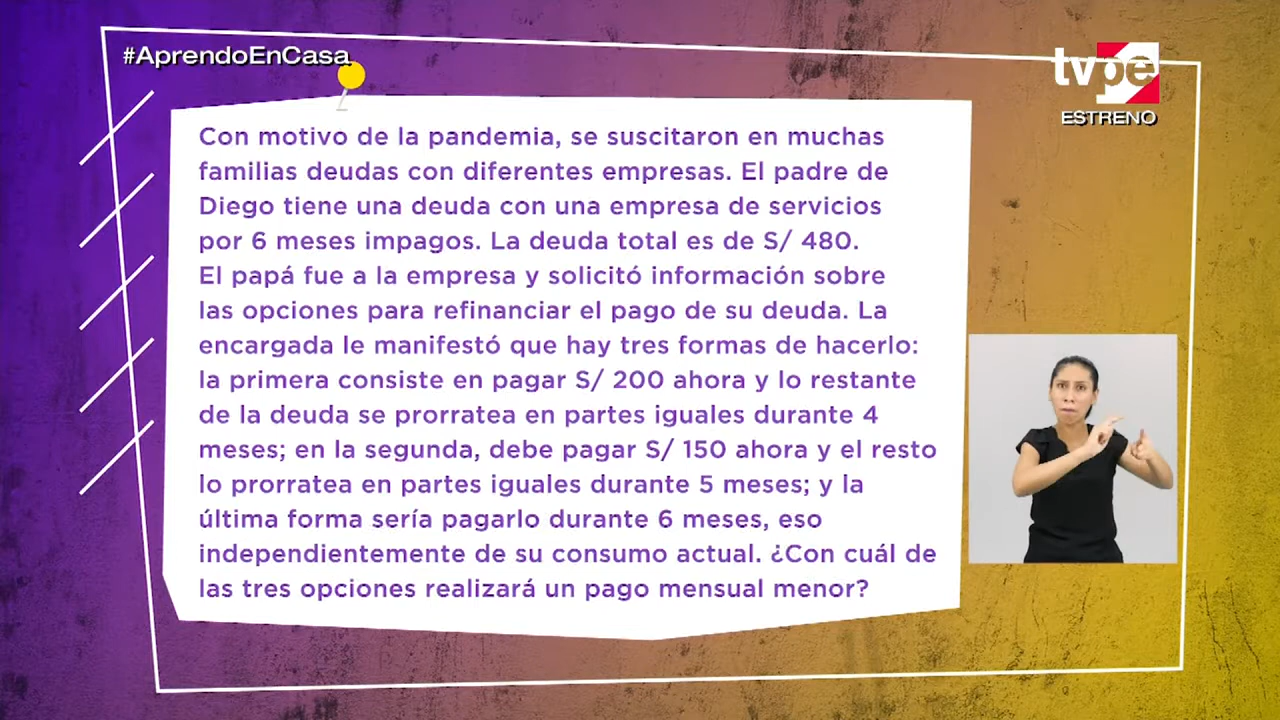 #AprendoEnCasa
tvpe
ESTRENO
Con motivo de la pandemia, se suscitaron en muchas
familias deudas con diferentes empresas. El padre de
Diego tiene una deuda con una empresa de servicios
por 6 meses impagos. La deuda total es de S/ 480.
El papá fue a la empresa y solicitó información sobre
las opciones para refinanciar el pago de su deuda. La
encargada le manifestó que hay tres formas de hacerlo:
la primera consiste en pagar S/ 200 ahora y lo restante
de la deuda se prorratea en partes iguales durante 4
meses; en la segunda, debe pagar S/ 150 ahora y el resto
lo prorratea en partes iguales durante 5 meses; y la
última forma sería pagarlo durante 6 meses, eso
independientemente de su consumo actual. ¿Con cuál de
las tres opciones realizará un pago mensual menor?